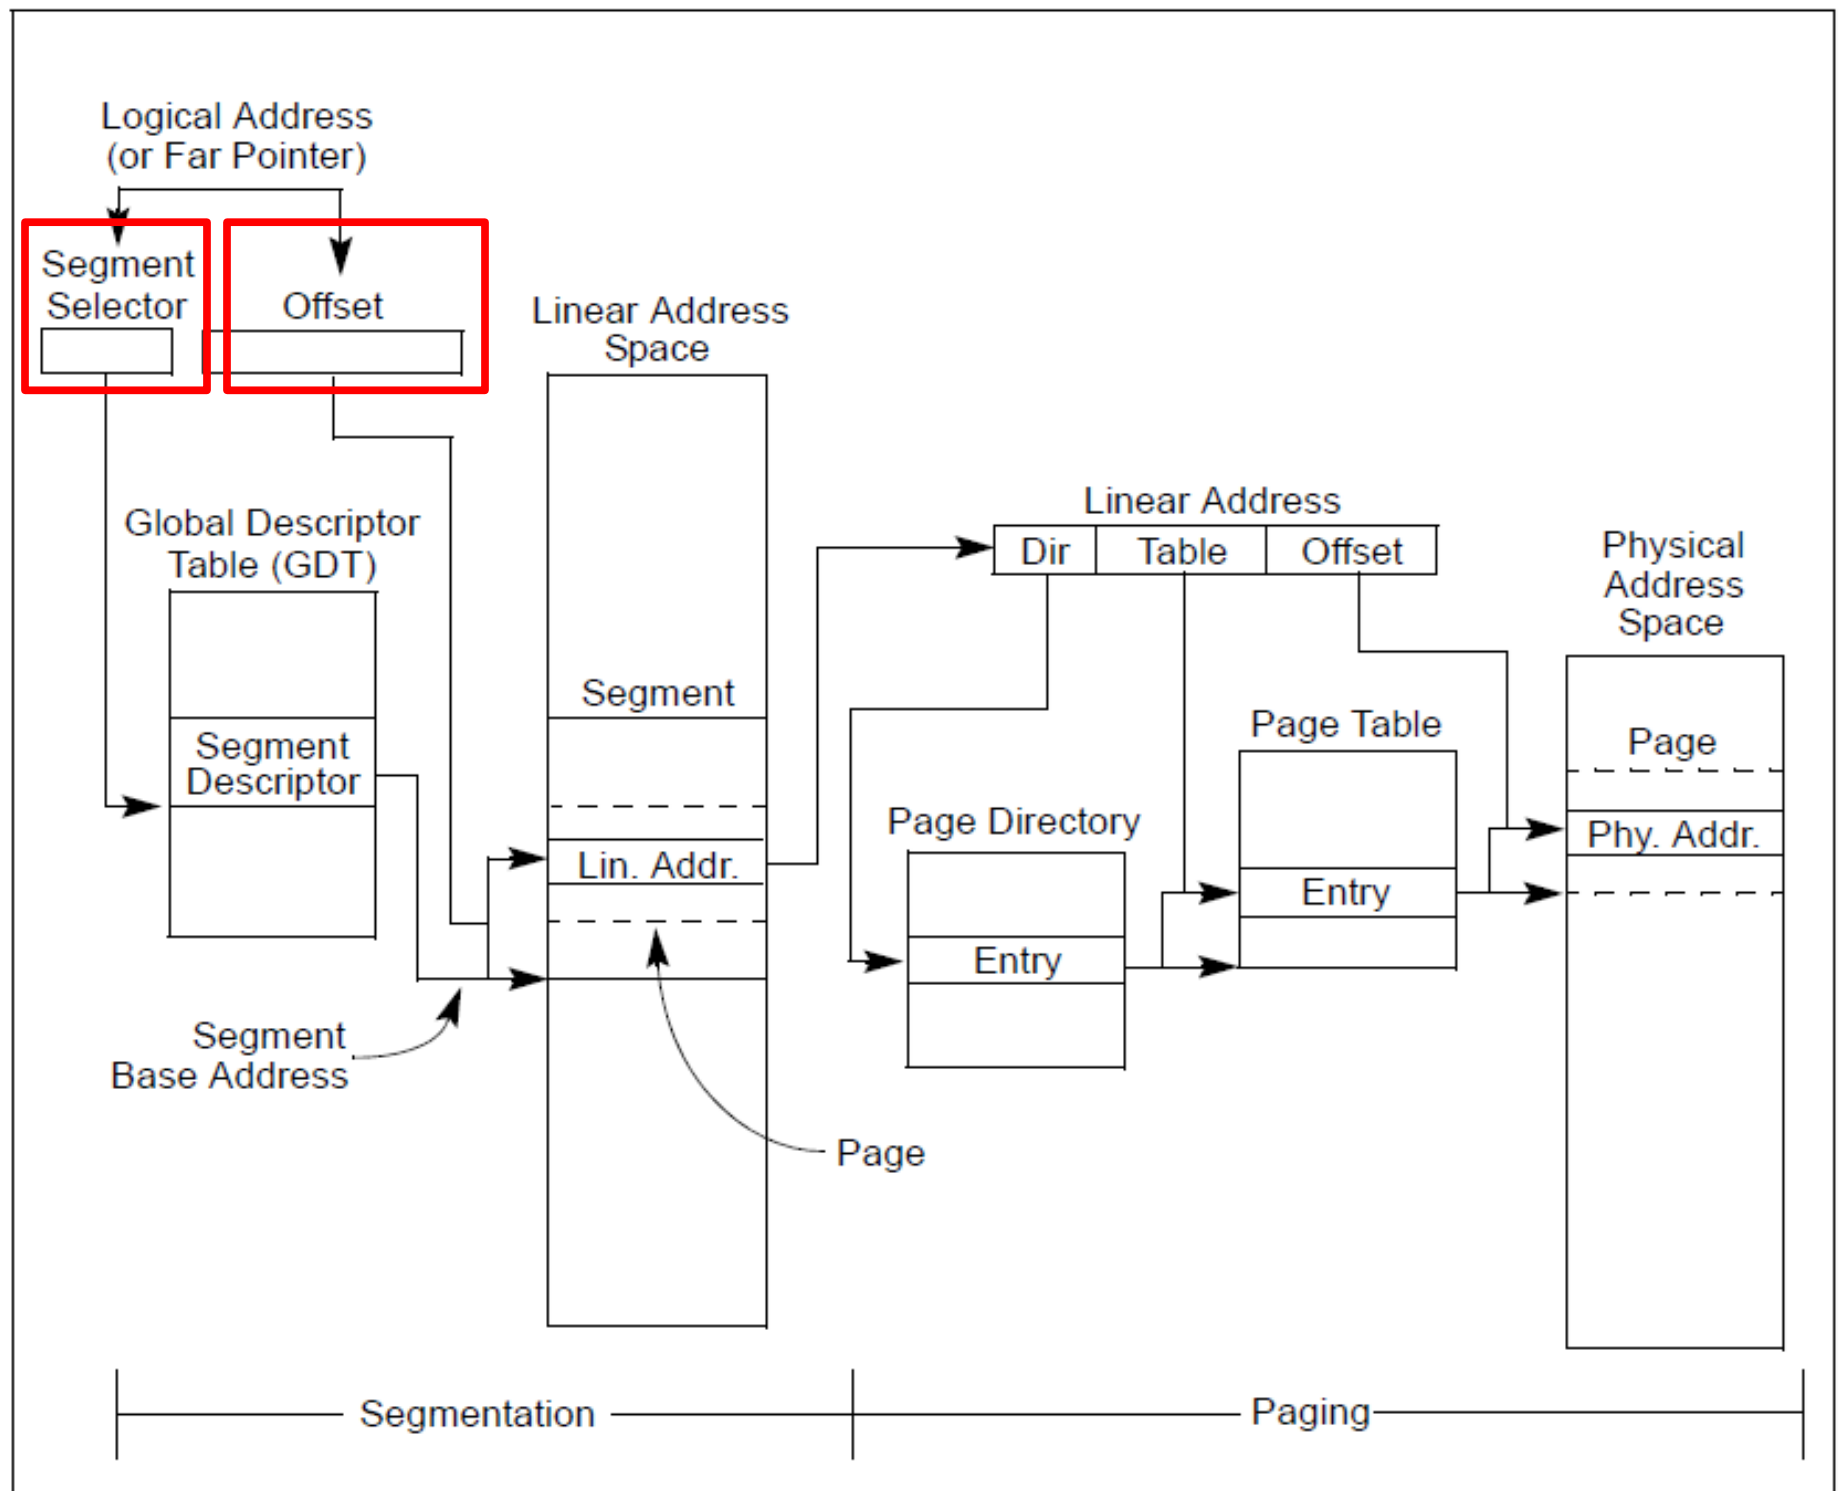 Logical Address
(or Far Pointer)
Segment
Selector
Offset
Linear Address
Space
Global Descriptor
Table (GDT)
Segment
Descriptor
Segment
Lin. Addr.
Segment
Base Address
Page
Linear Address
Dir
Table
Offset
Page Directory
Entry
Page Table
Entry
Physical
Address
Space
Page
Phy. Addr.
Segmentation
Paging